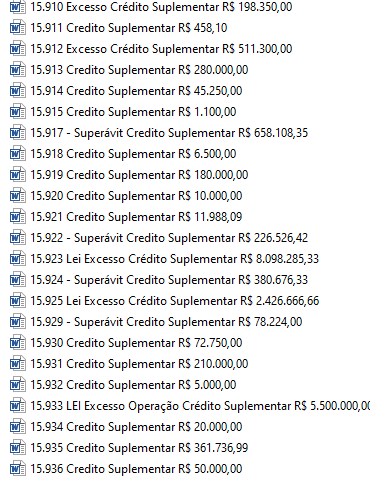 15.910 Excesso Crédito Suplementar R$ 198.350,00
15.911 Credito Suplementar R$ 458,10
15.912 Excesso Crédito Suplementar R$ 511.300,00
15.913 Credito Suplementar R$ 280.000,00
15.914 Credito Suplementar R$ 45.250,00
15.915 Credito Suplementar R$ 1.100,00
15.917 - Superávit Credito Suplementar R$ 658.108,35
15.918 Credito Suplementar R$ 6.500,00
15.919 Credito Suplementar R$ 180.000,00
15.920 Credito Suplementar R$ 10.000,00
15.921 Credito Suplementar R$ 11.988,09
15.922 - Superávit Credito Suplementar R$ 226.526,42
15.923 Lei Excesso Crédito Suplementar R$ 8.098.285,33
15.924 - Superávit Credito Suplementar R$ 380.676,33
15.925 Lei Excesso Crédito Suplementar R$ 2.426.666,66
15.929 - Superávit Credito Suplementar R$ 78.224,00
15.930 Credito Suplementar R$ 72.750,00
15.931 Credito Suplementar R$ 210.000,00
15.932 Credito Suplementar R$ 5.000,00
15.933 LEI Excesso Operação Crédito Suplementar R$ 5.500.000,00
15.934 Credito Suplementar R$ 20.000,00
15.935 Credito Suplementar R$ 361.736,99
15.936 Credito Suplementar R$ 50.000,00